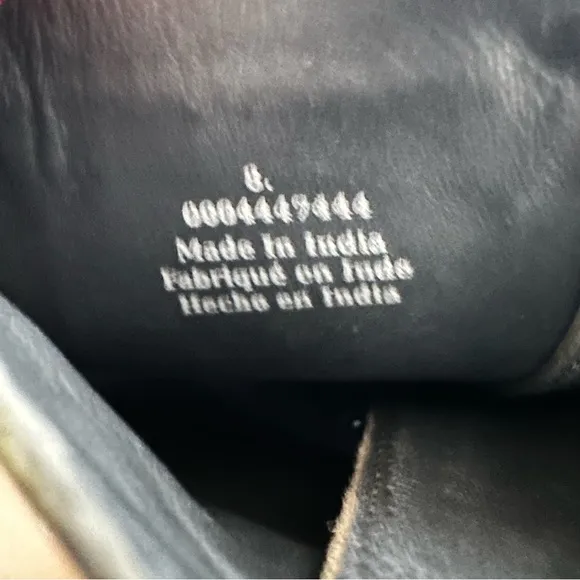 8.
0004449444
Made In India
Fabriqué en Inde
Hecho en India